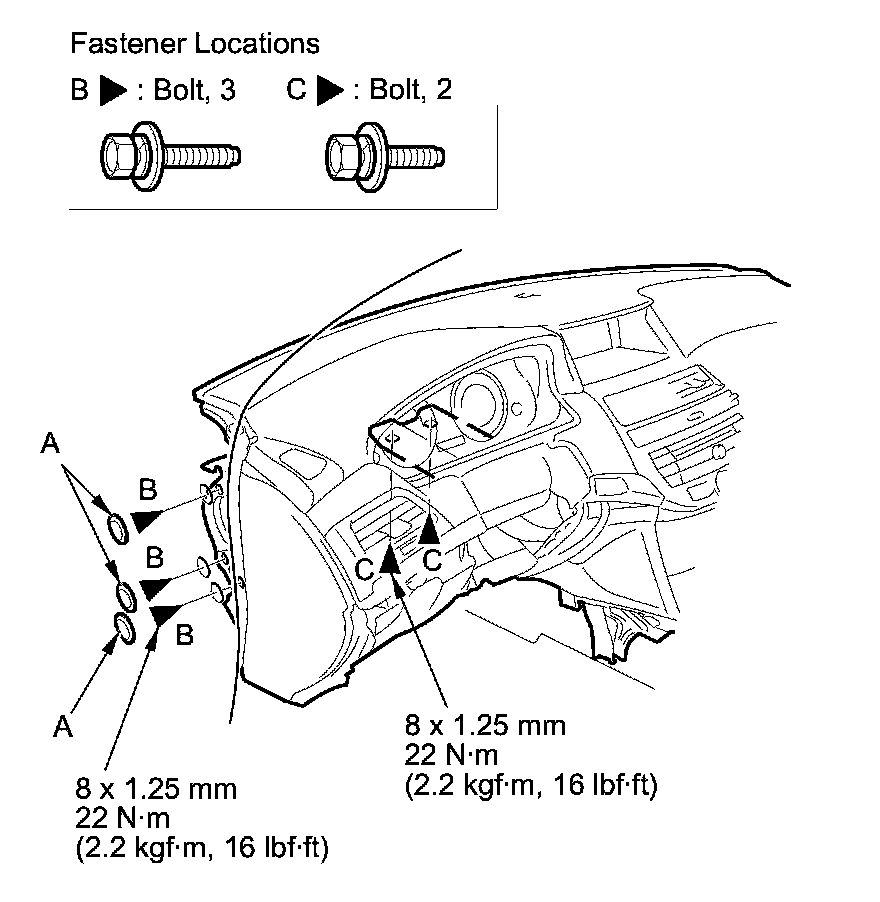 Fastener Locations
B ▶ : Bolt, 3 C ▶ : Bolt, 2
A
B
B
B
A
C
C
8 x 1.25 mm
22 N·m
(2.2 kgf·m, 16 lbf·ft)
8 x 1.25 mm
22 N·m
(2.2 kgf·m, 16 lbf·ft)